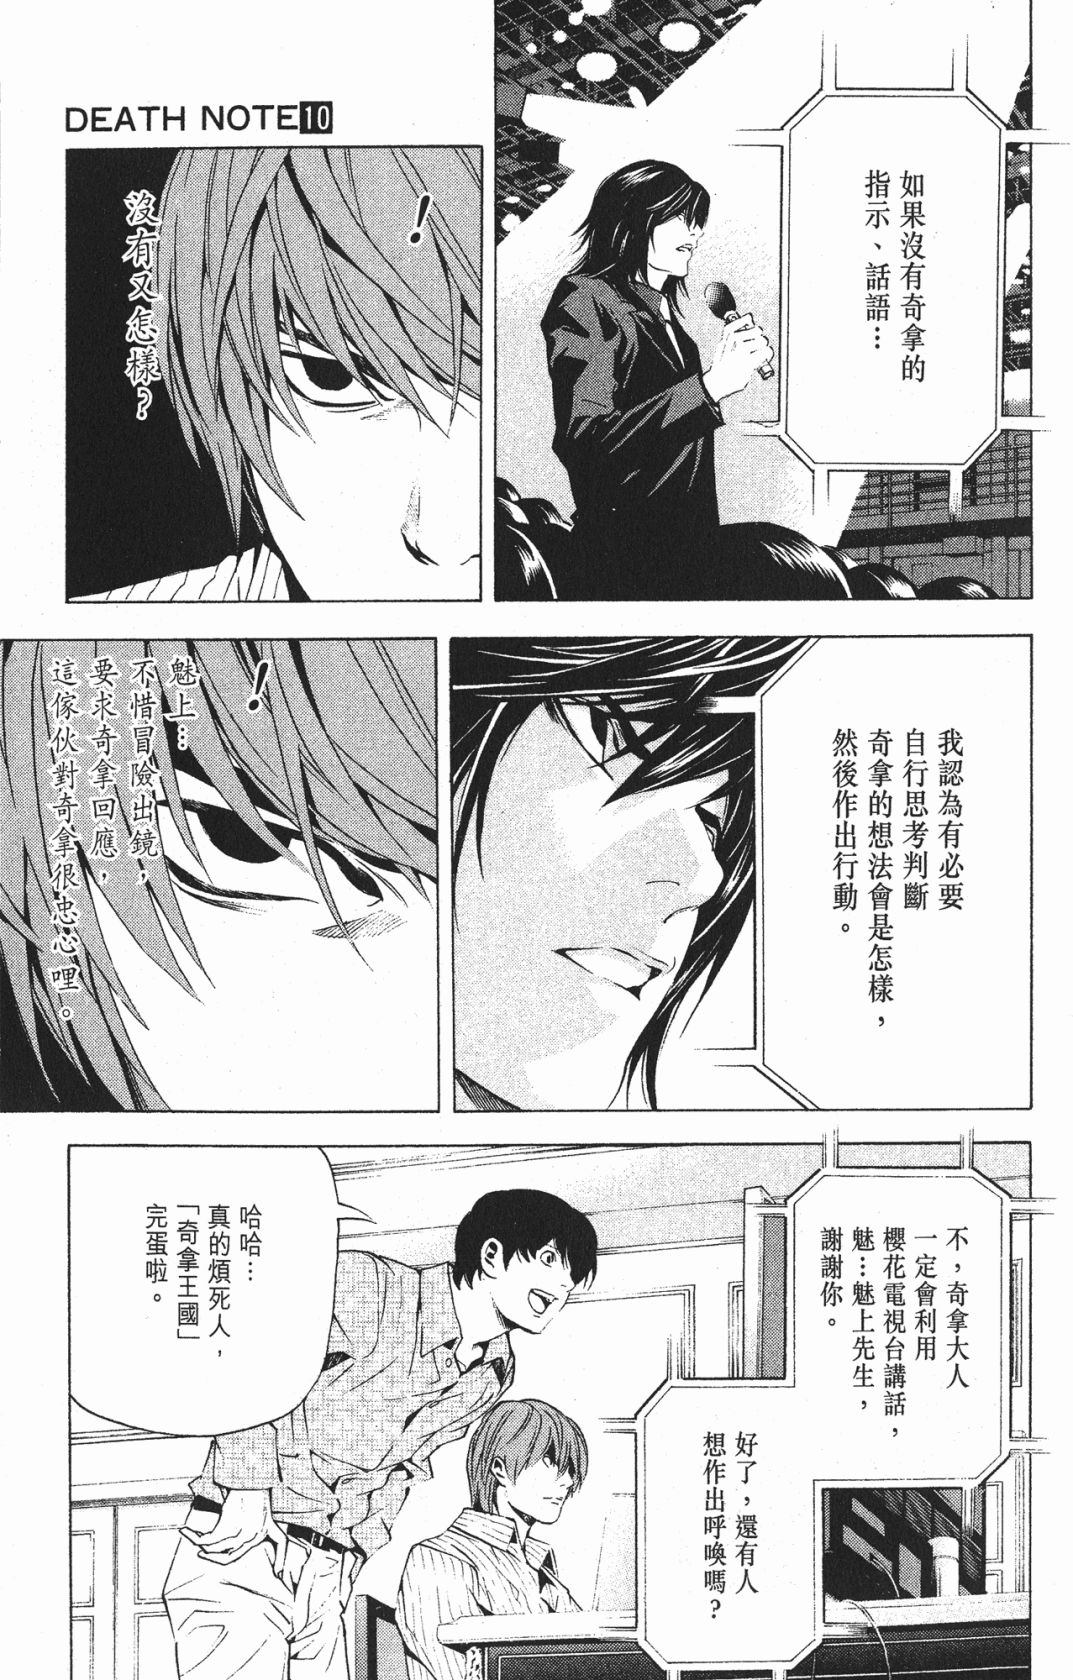 DEATH NOTE 10
如果沒有奇拿的
指示、話語…
！
沒有又怎樣？
我認為有必要
自行思考判斷
奇拿的想法會是怎樣，
然後作出行動。
！
魅上…
不惜冒險出鏡，
要求奇拿回應，
這傢伙對奇拿很忠心哩。
不，奇拿大人
一定會利用
櫻花電視台講話，
魅…魅上先生，
謝謝你。
好了，還有人
想作出呼喚嗎？
哈哈…
真的煩死人，
「奇拿王國」
完蛋啦。